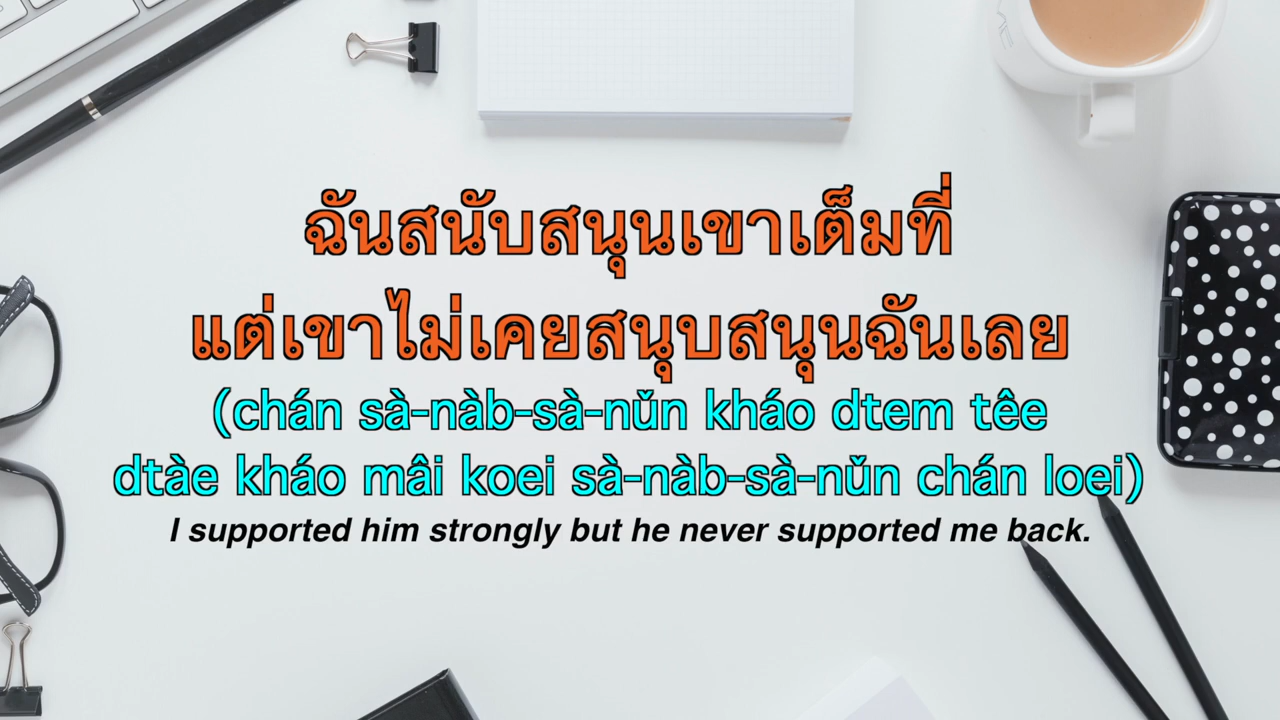 ฉันสนับสนุนเขาเต็มที่
แต่เขาไม่เคยสนุบสนุนฉันเลย
(chán sà-nàb-sà-nǔn kháo dtem têe
dtàe kháo mâi koei sà-nàb-sà-nǔn chán loei)
I supported him strongly but he never supported me back.